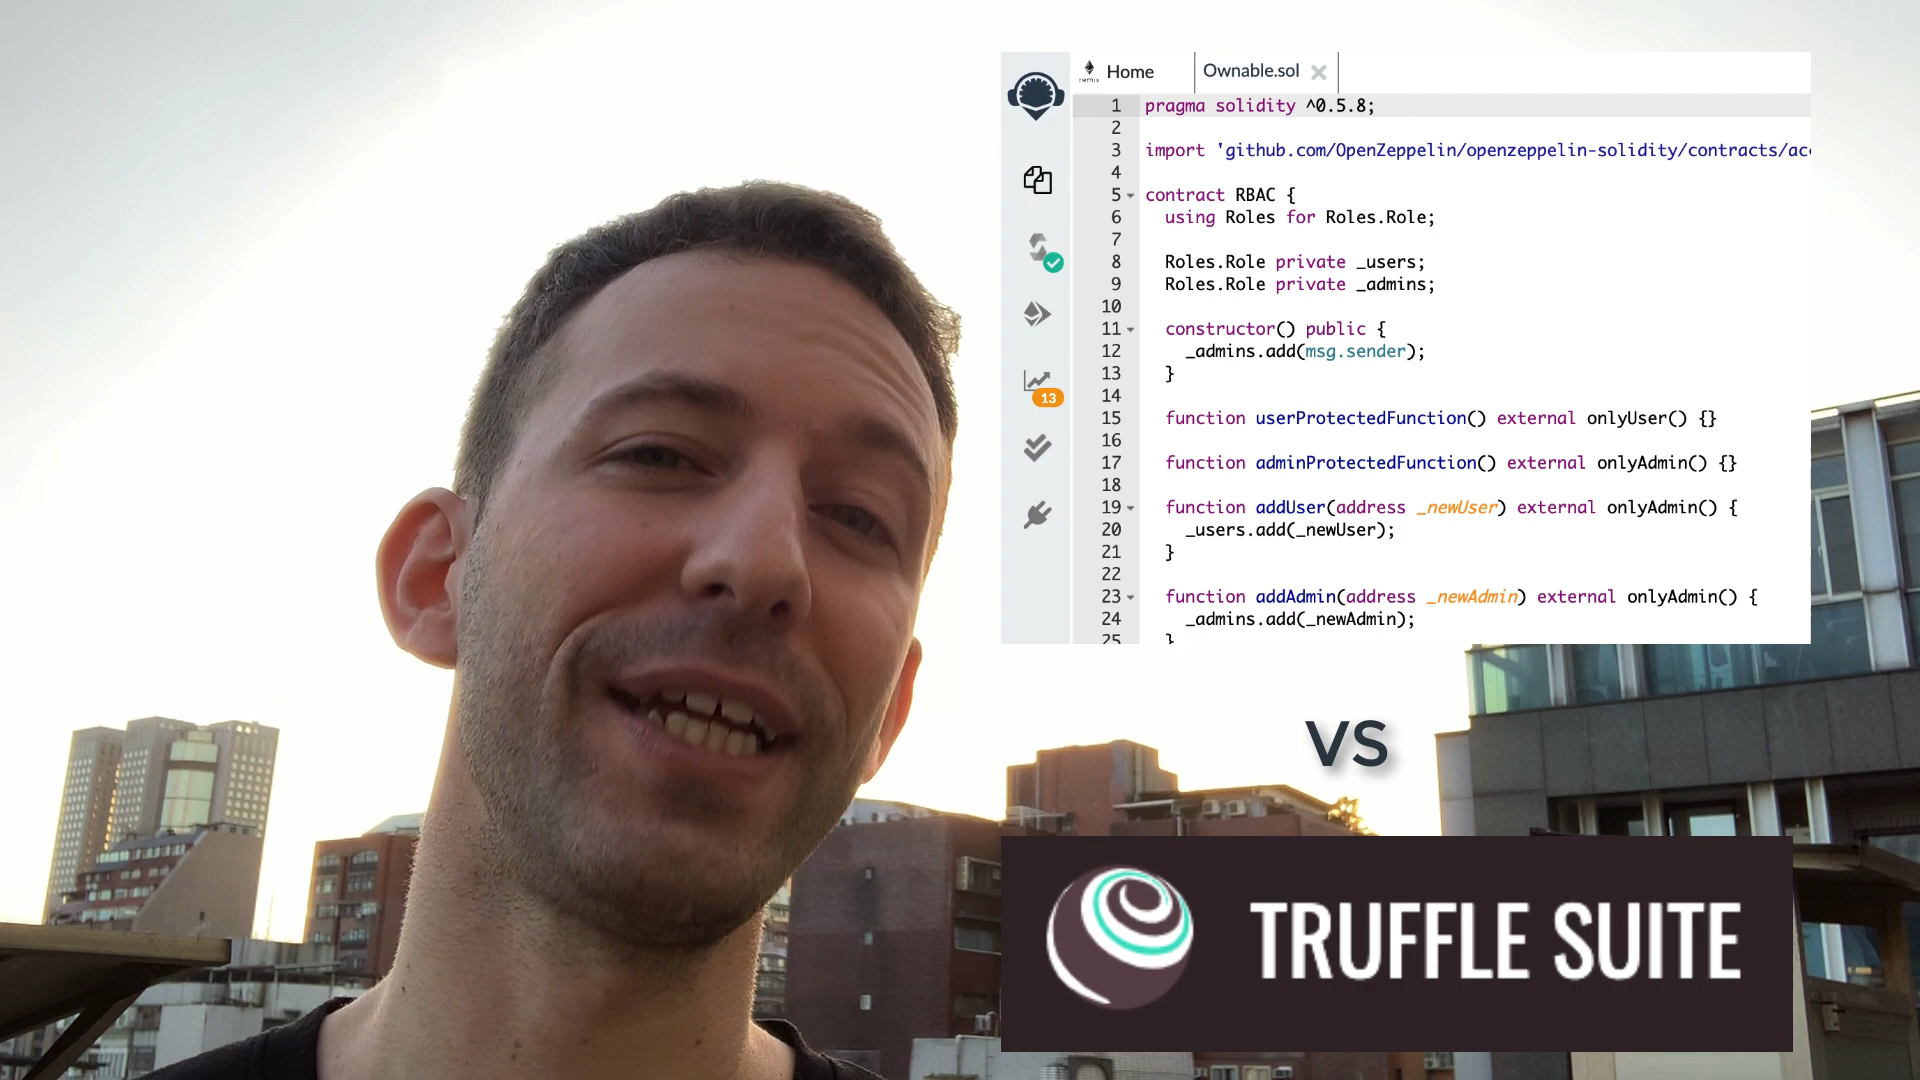 remix
Home
Ownable.sol
1 pragma solidity ^0.5.8;
2
3 import 'github.com/OpenZeppelin/openzeppelin-solidity/contracts/acc
4
5 contract RBAC {
6 using Roles for Roles.Role;
7
8 Roles.Role private _users;
9 Roles.Role private _admins;
10
11 constructor() public {
12 _admins.add(msg.sender);
13 }
14
15 function userProtectedFunction() external onlyUser() {}
16
17 function adminProtectedFunction() external onlyAdmin() {}
18
19 function addUser(address _newUser) external onlyAdmin() {
20 _users.add(_newUser);
21 }
22
23 function addAdmin(address _newAdmin) external onlyAdmin() {
24 _admins.add(_newAdmin);
25 }
13
VS
TRUFFLE SUITE